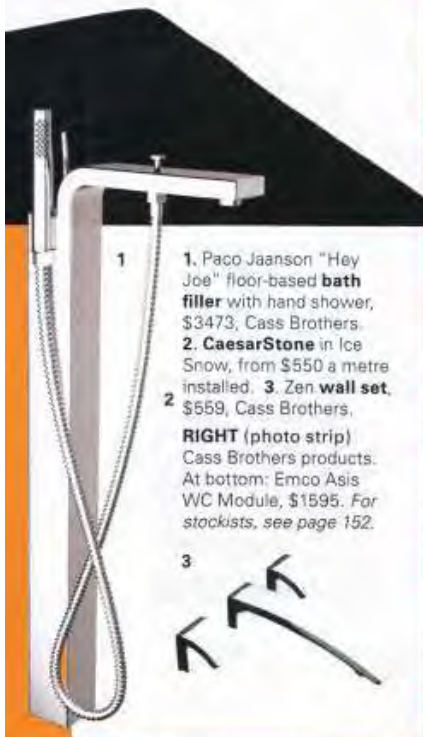 1
1. Paco Jaanson "Hey
Joe" floor-based bath
filler with hand shower,
$3473, Cass Brothers.
2. CaesarStone in Ice
Snow, from $550 a metre
installed. 3. Zen wall set,
2
$559, Cass Brothers.
RIGHT (photo strip)
Cass Brothers products.
At bottom: Emco Asis
WC Module, $1595. For
stockists, see page 152.
3